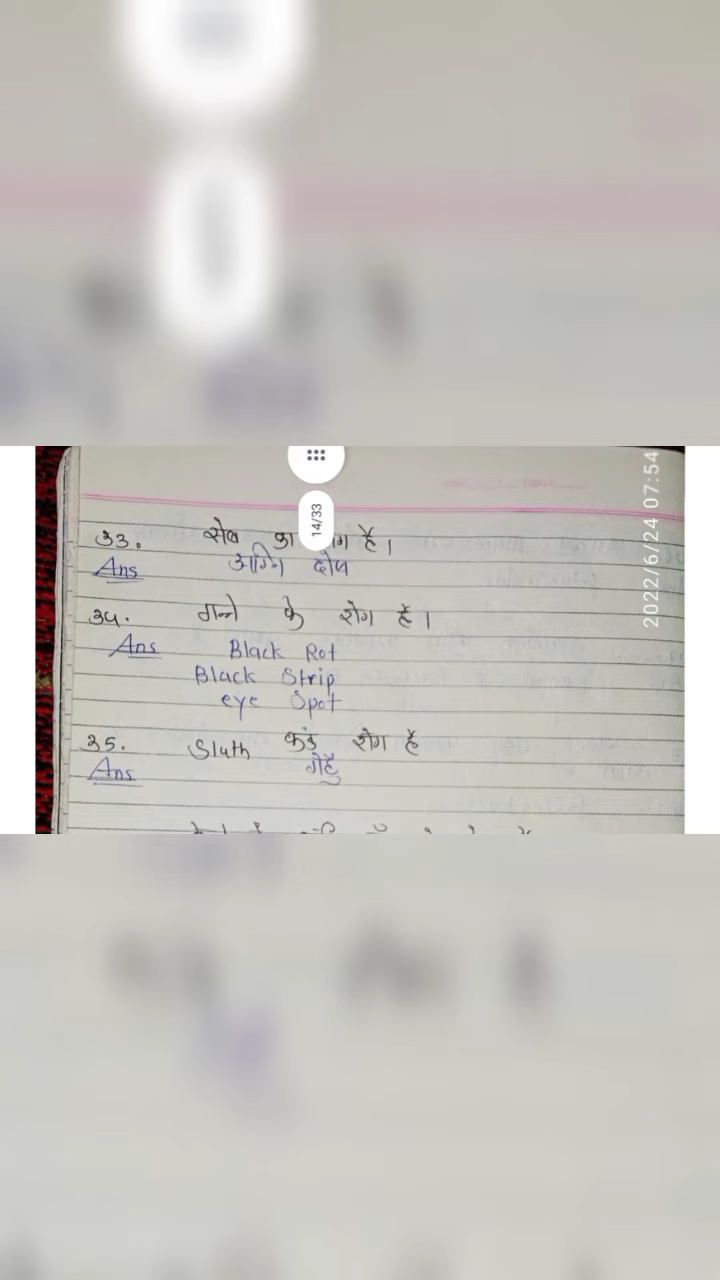 14/33
2022/6/24 07:54
33. सेव का रोग है।
Ans अग्नि दोष
34. गन्ने के रोग है।
Ans Black Rot
Black Strip
eye Spot
35. Sluth कंड रोग है
Ans गेहूँ